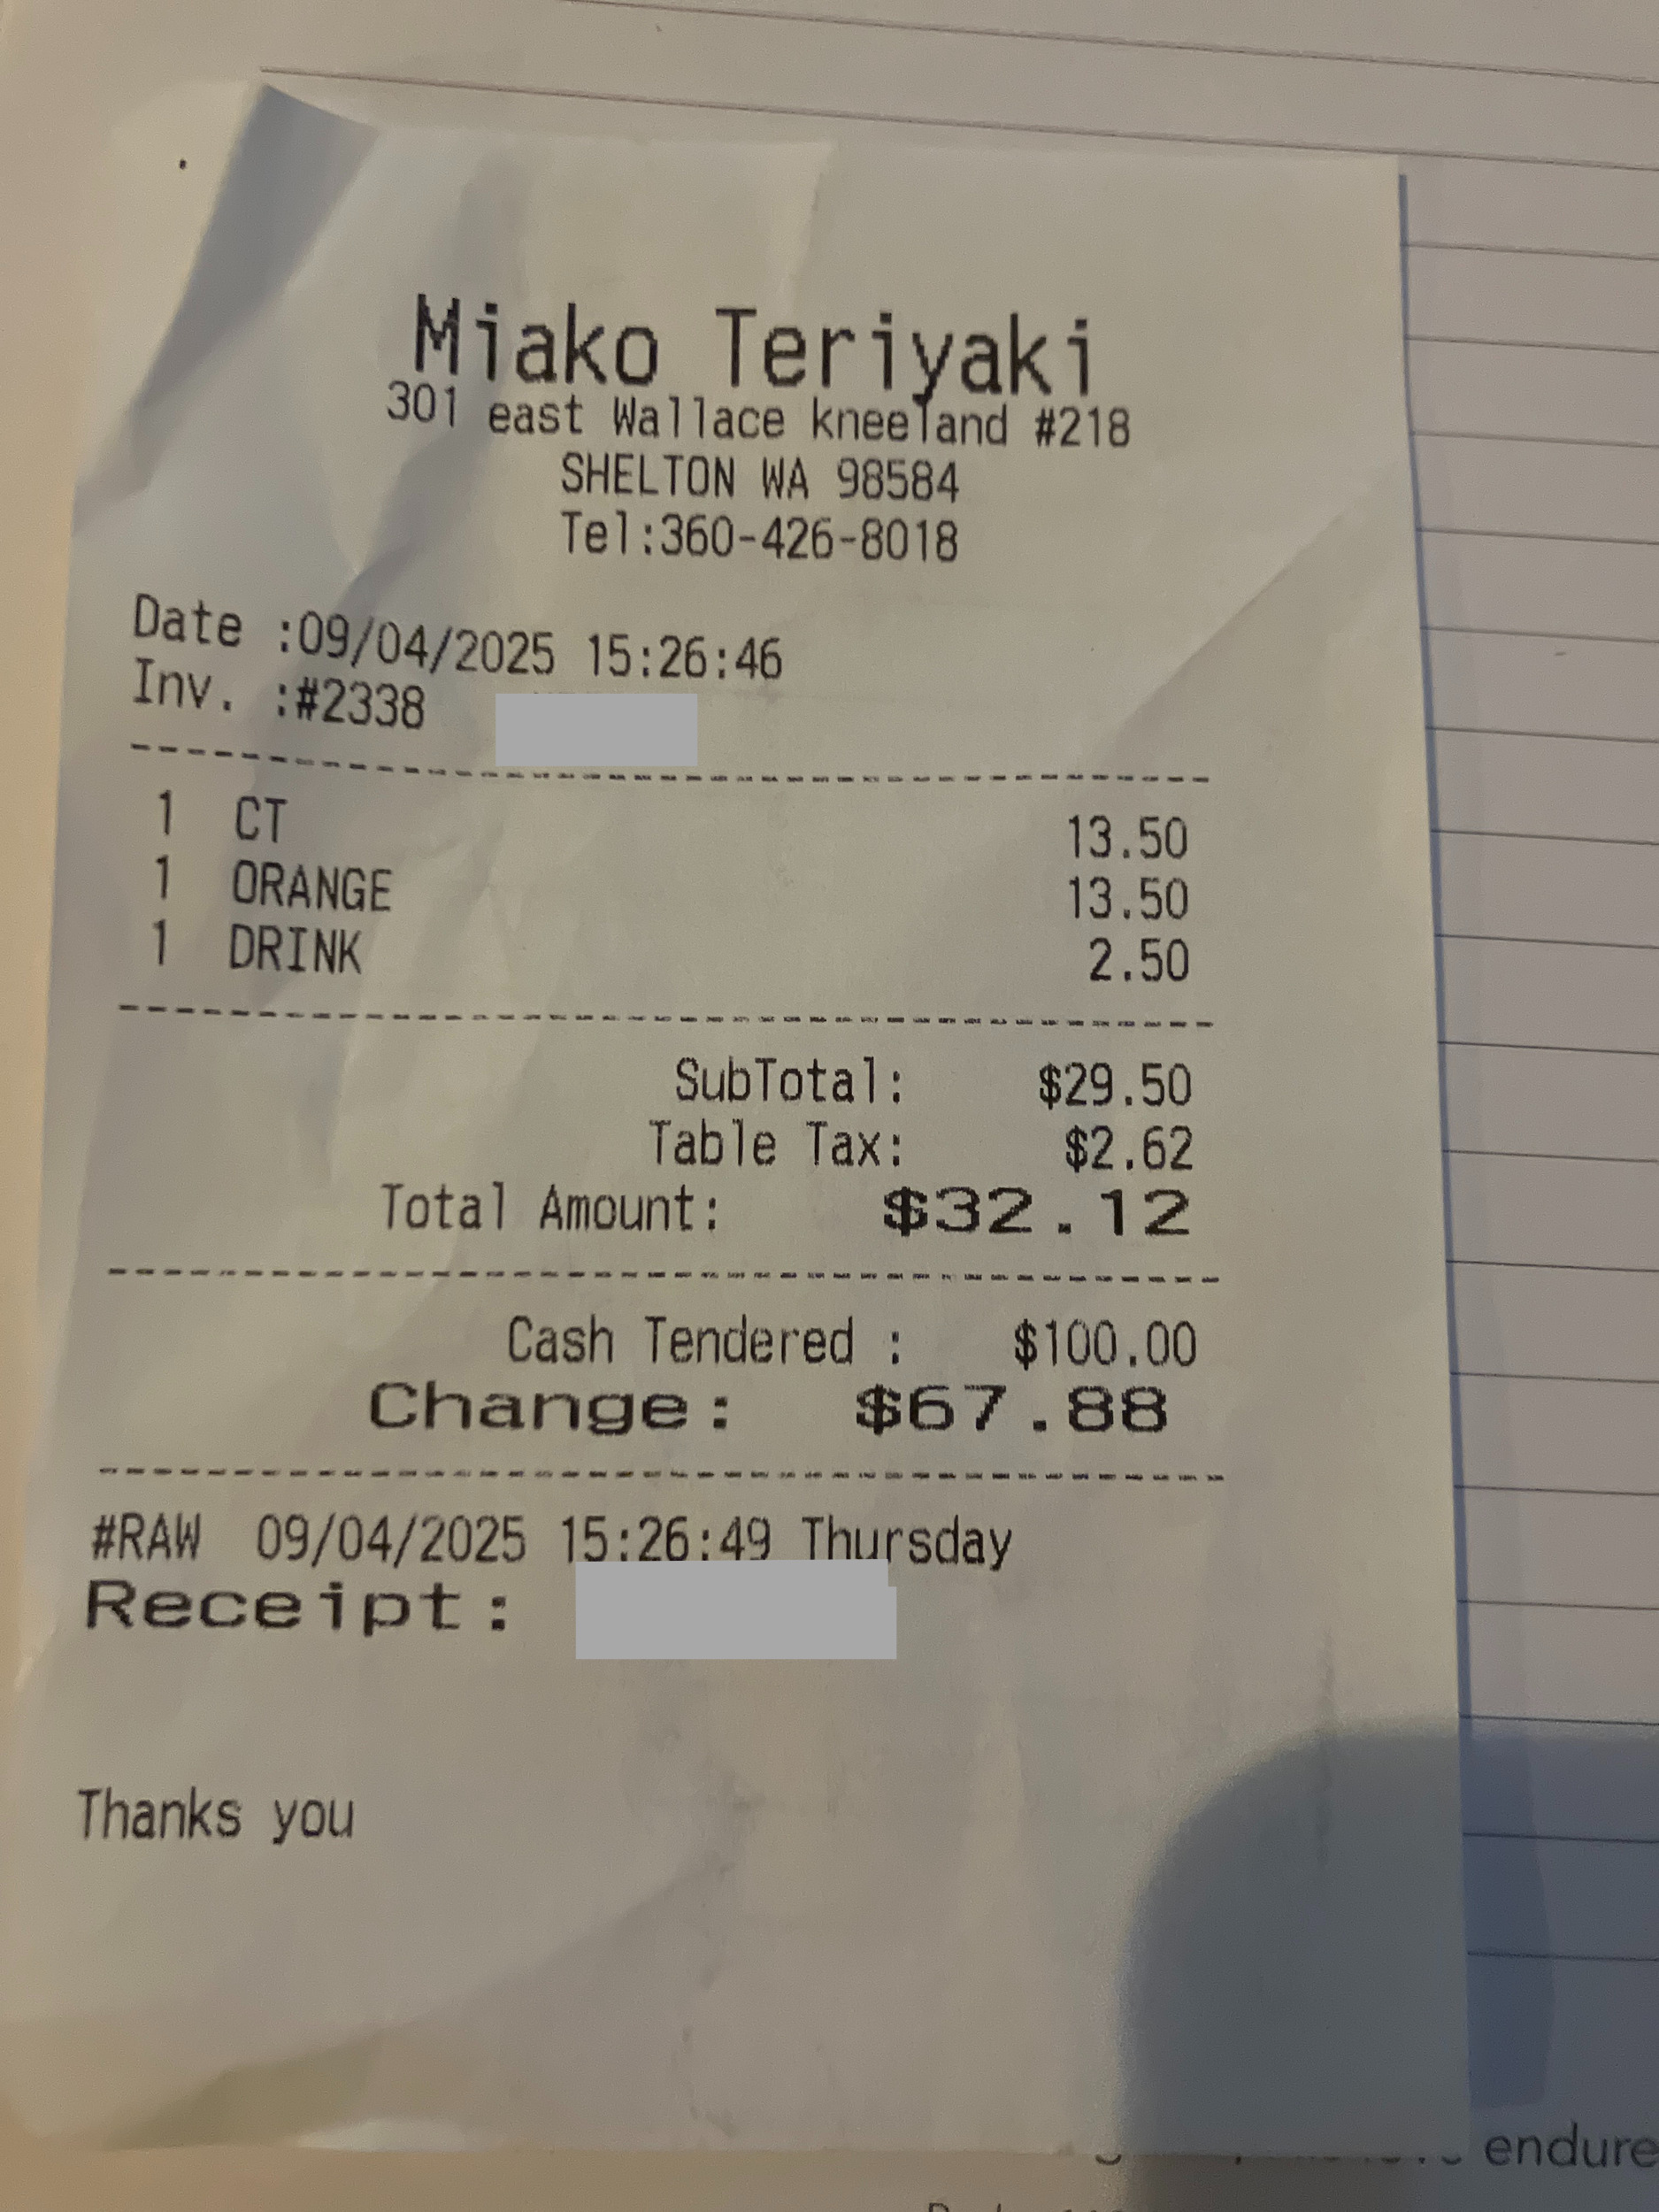 Miako Teriyaki
301 east Wallace kneeland #218
SHELTON WA 98584
Tel:360-426-8018
Date :09/04/2025 15:26:46
Inv. :#2338
1 CT 13.50
1 ORANGE 13.50
1 DRINK 2.50
SubTotal: $29.50
Table Tax: $2.62
Total Amount: $32.12
Cash Tendered : $100.00
Change: $67.88
#RAW 09/04/2025 15:26:49 Thursday
Receipt:
Thanks you
endure